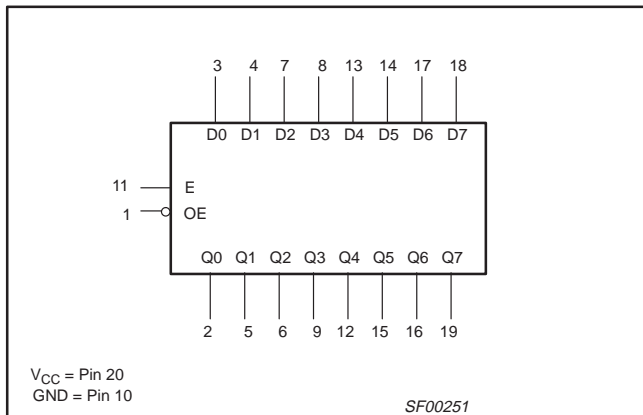 3 4 7 8 13 14 17 18
D0 D1 D2 D3 D4 D5 D6 D7
11 E
1 OE
Q0 Q1 Q2 Q3 Q4 Q5 Q6 Q7
2 5 6 9 12 15 16 19
VCC = Pin 20
GND = Pin 10
SF00251